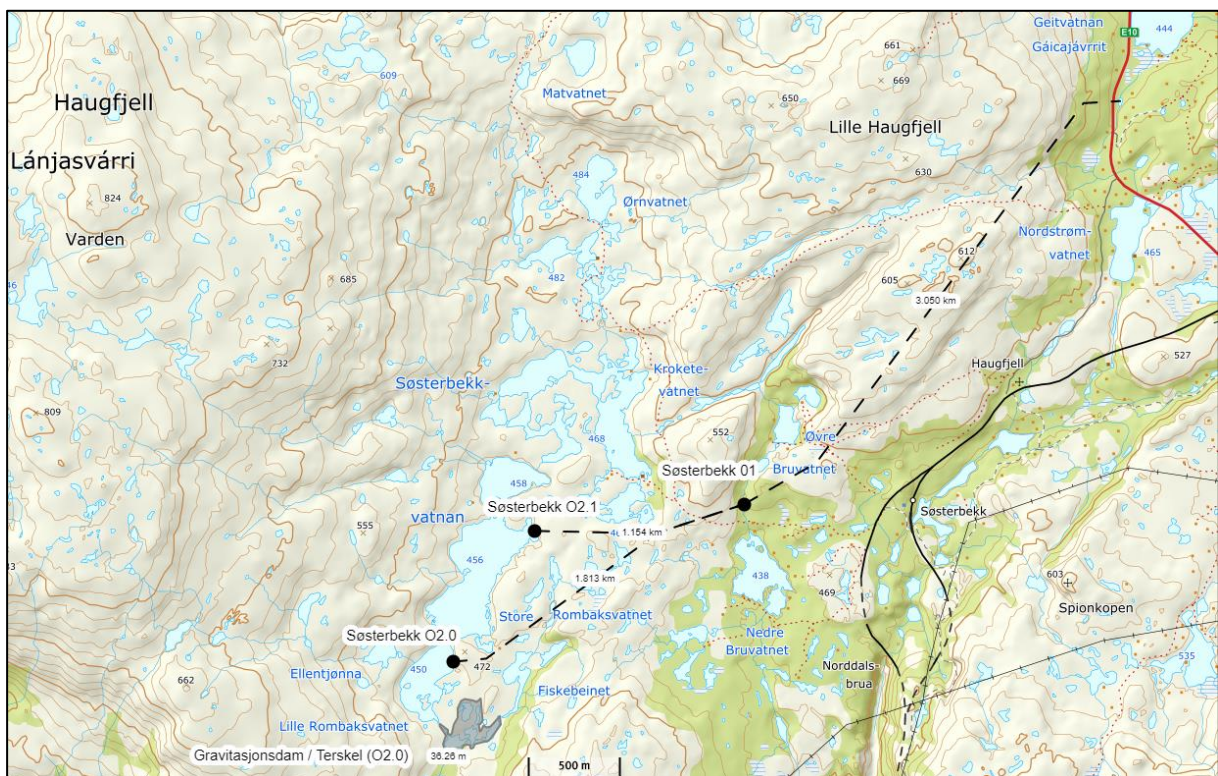 Geitvatnan
Gáicajávrrit
E10
444
661
669
609
Matvatnet
650
Haugfjell
Lille Haugfjell
Lánjasvárri
630
484
824
Ørnvatnet
Varden
Nordstrøm-
vatnet
465
612
605
482
685
46
3.050 km
732
527
Haugfjell
Krokete-
vatnet
Søsterbekk-
809
552
468
Øvre
Bruvatnet
Søsterbekk 01
458
Søsterbekk O2.1
vatnan
555
Søsterbekk
1.154 km
456
1.813 km
438
469
603
Spionkopen
Store
Rombaksvatnet
Søsterbekk O2.0
Nedre
Bruvatnet
535
450
472
Ellentjønna
Norddals-
brua
662
Fiskebeinet
Lille Rombaksvatnet
Gravitasjonsdam / Terskel (O2.0)
36.26 m
500 m